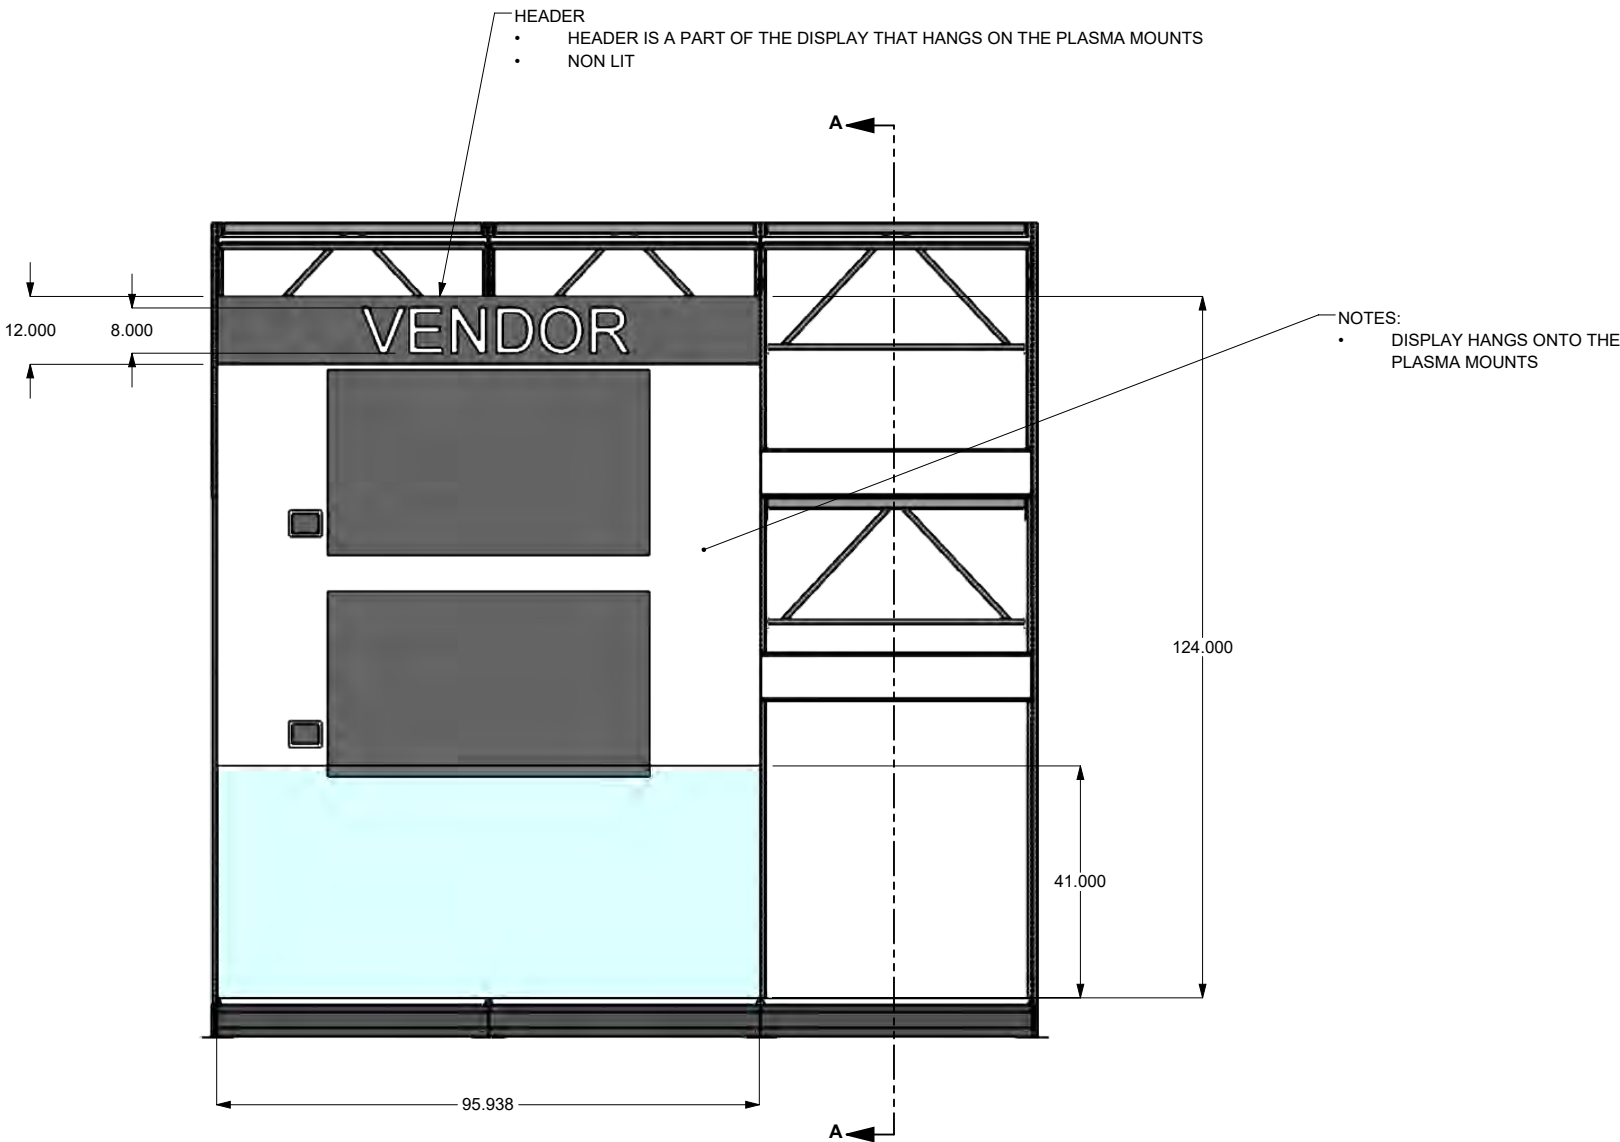 HEADER
• HEADER IS A PART OF THE DISPLAY THAT HANGS ON THE PLASMA MOUNTS
• NON LIT
A
12.000
8.000
VENDOR
NOTES:
• DISPLAY HANGS ONTO THE
PLASMA MOUNTS
124.000
41.000
95.938
A